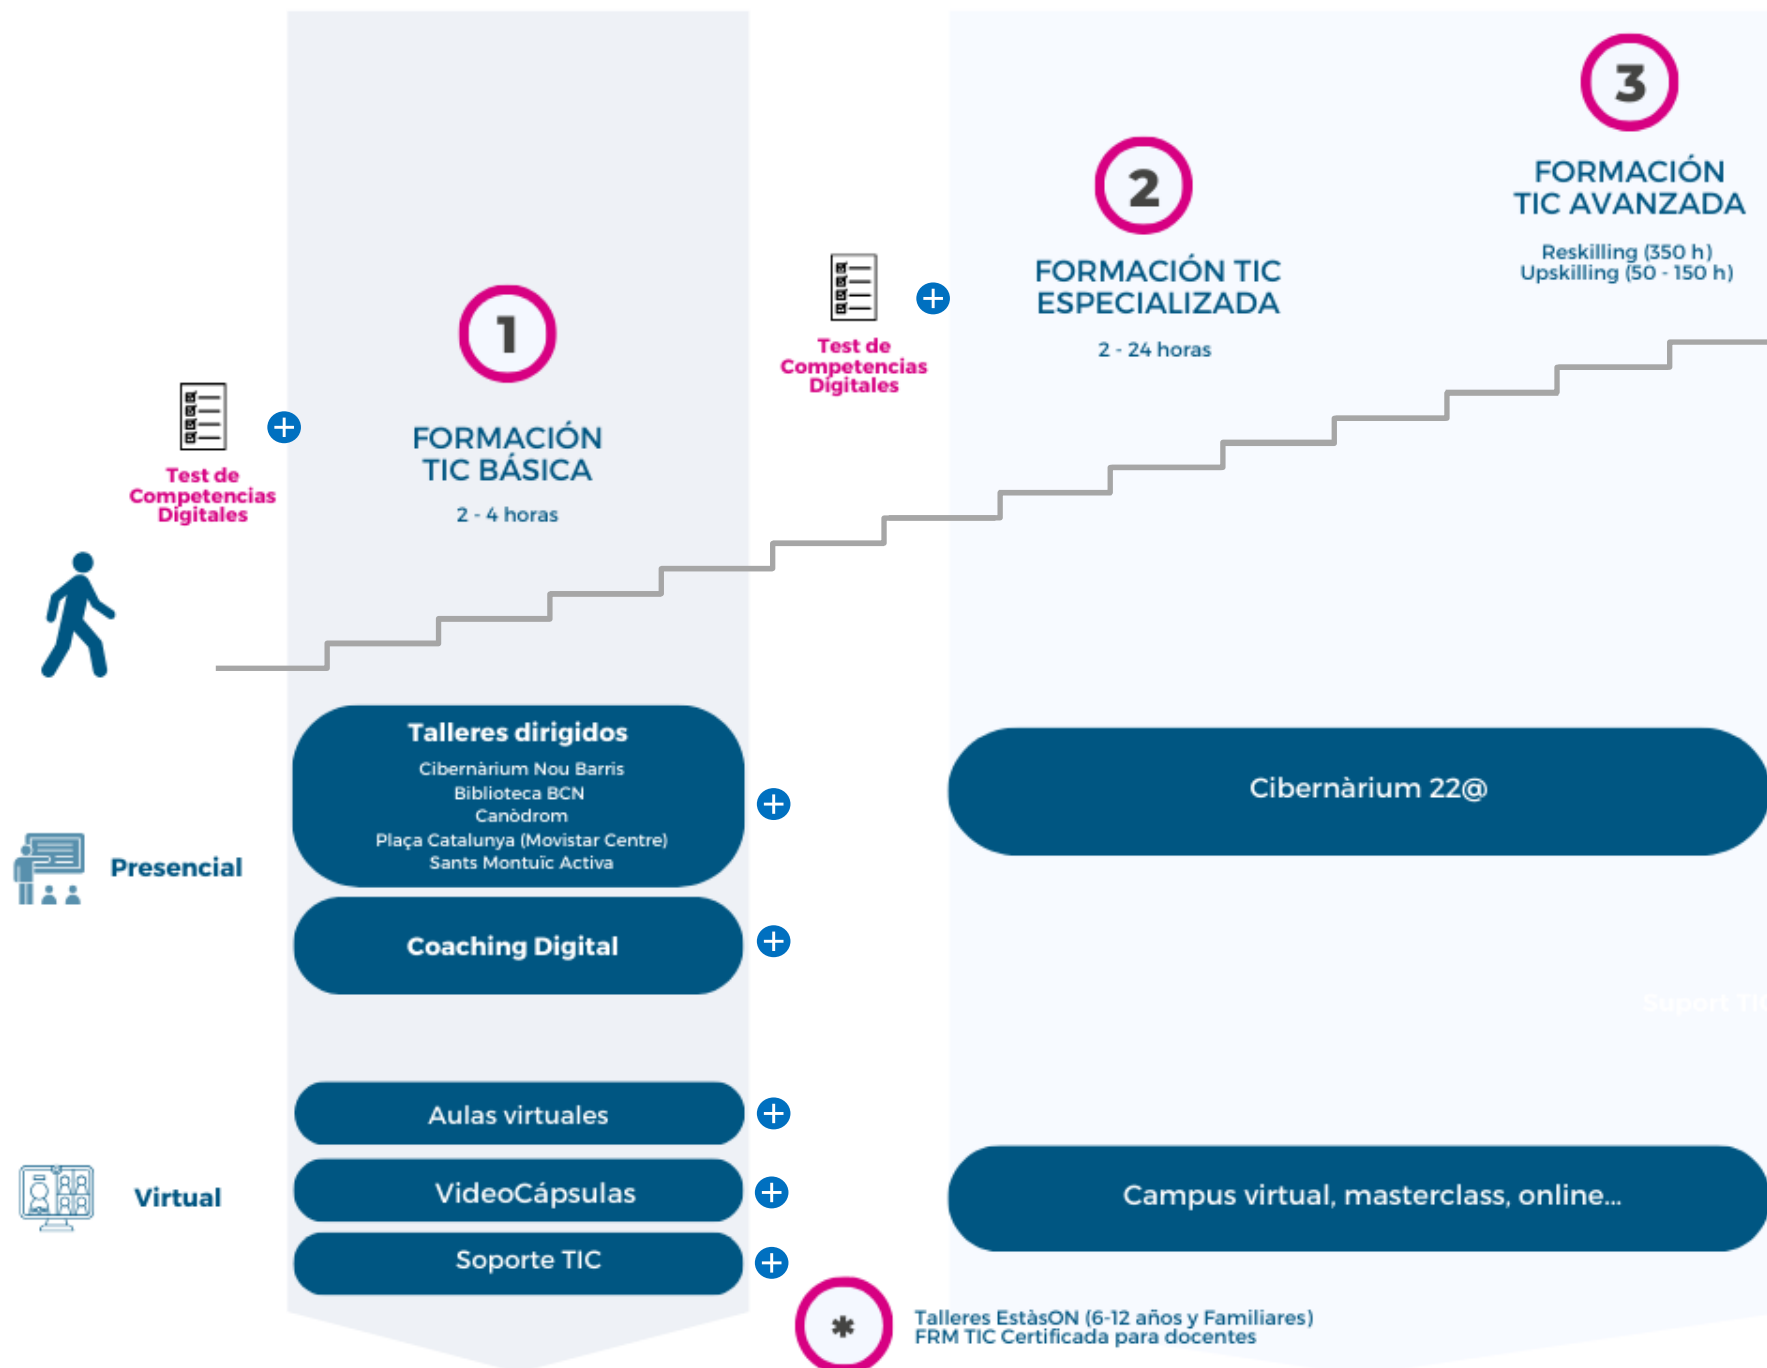 3
FORMACIÓN
TIC AVANZADA
Reskilling (350 h)
Upskilling (50 - 150 h)
2
FORMACIÓN TIC
ESPECIALIZADA
2 - 24 horas
Test de
Competencias
Digitales
1
FORMACIÓN
TIC BÁSICA
2 - 4 horas
Test de
Competencias
Digitales
Presencial
Talleres dirigidos
Cibernàrium Nou Barris
Biblioteca BCN
Canòdrom
Plaça Catalunya (Movistar Centre)
Sants Montuïc Activa
Coaching Digital
Cibernàrium 22@
Suport
Virtual
Aulas virtuales
VideoCápsulas
Soporte TIC
Campus virtual, masterclass, online...
*
Talleres EstàsON (6-12 años y Familiares)
FRM TIC Certificada para docentes